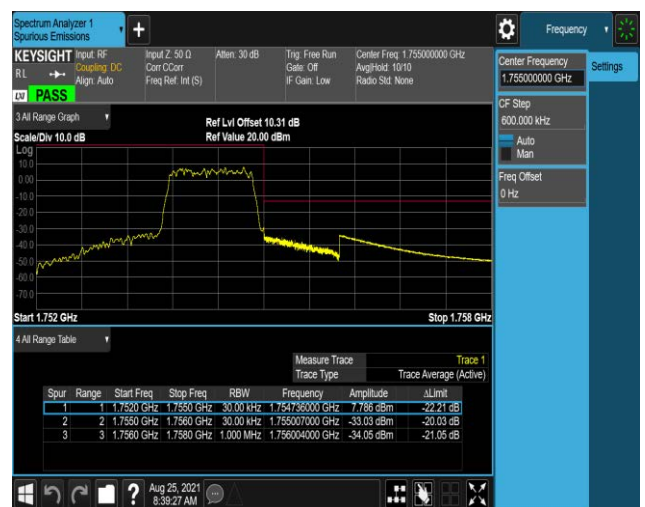 Spectrum Analyzer 1
Spurious Emissions
+
Frequency
KEYSIGHT
RL
LXI PASS
Input: RF
Coupling: DC
Align: Auto
Input Z: 50 Ω
Corr CCorr
Freq Ref: Int (S)
Atten: 30 dB
Trig: Free Run
Gate: Off
IF Gain: Low
Center Freq: 1.755000000 GHz
Avg|Hold: 10/10
Radio Std: None
Center Frequency
1.755000000 GHz
Settings
CF Step
600.000 kHz
Auto
Man
Freq Offset
0 Hz
3 All Range Graph
Scale/Div 10.0 dB
Ref Lvl Offset 10.31 dB
Ref Value 20.00 dBm
Log
10.0
0.00
-10.0
-20.0
-30.0
-40.0
-50.0
-60.0
-70.0
Start 1.752 GHz
Stop 1.758 GHz
4 All Range Table
Measure Trace Trace 1
Trace Type Trace Average (Active)
Spur Range Start Freq Stop Freq RBW Frequency Amplitude ΔLimit
1 1 1.7520 GHz 1.7550 GHz 30.00 kHz 1.754736000 GHz 7.786 dBm -22.21 dB
2 2 1.7550 GHz 1.7560 GHz 30.00 kHz 1.755007000 GHz -33.03 dBm -20.03 dB
3 3 1.7560 GHz 1.7580 GHz 1.000 MHz 1.756004000 GHz -34.05 dBm -21.05 dB
?
Aug 25, 2021
8:39:27 AM